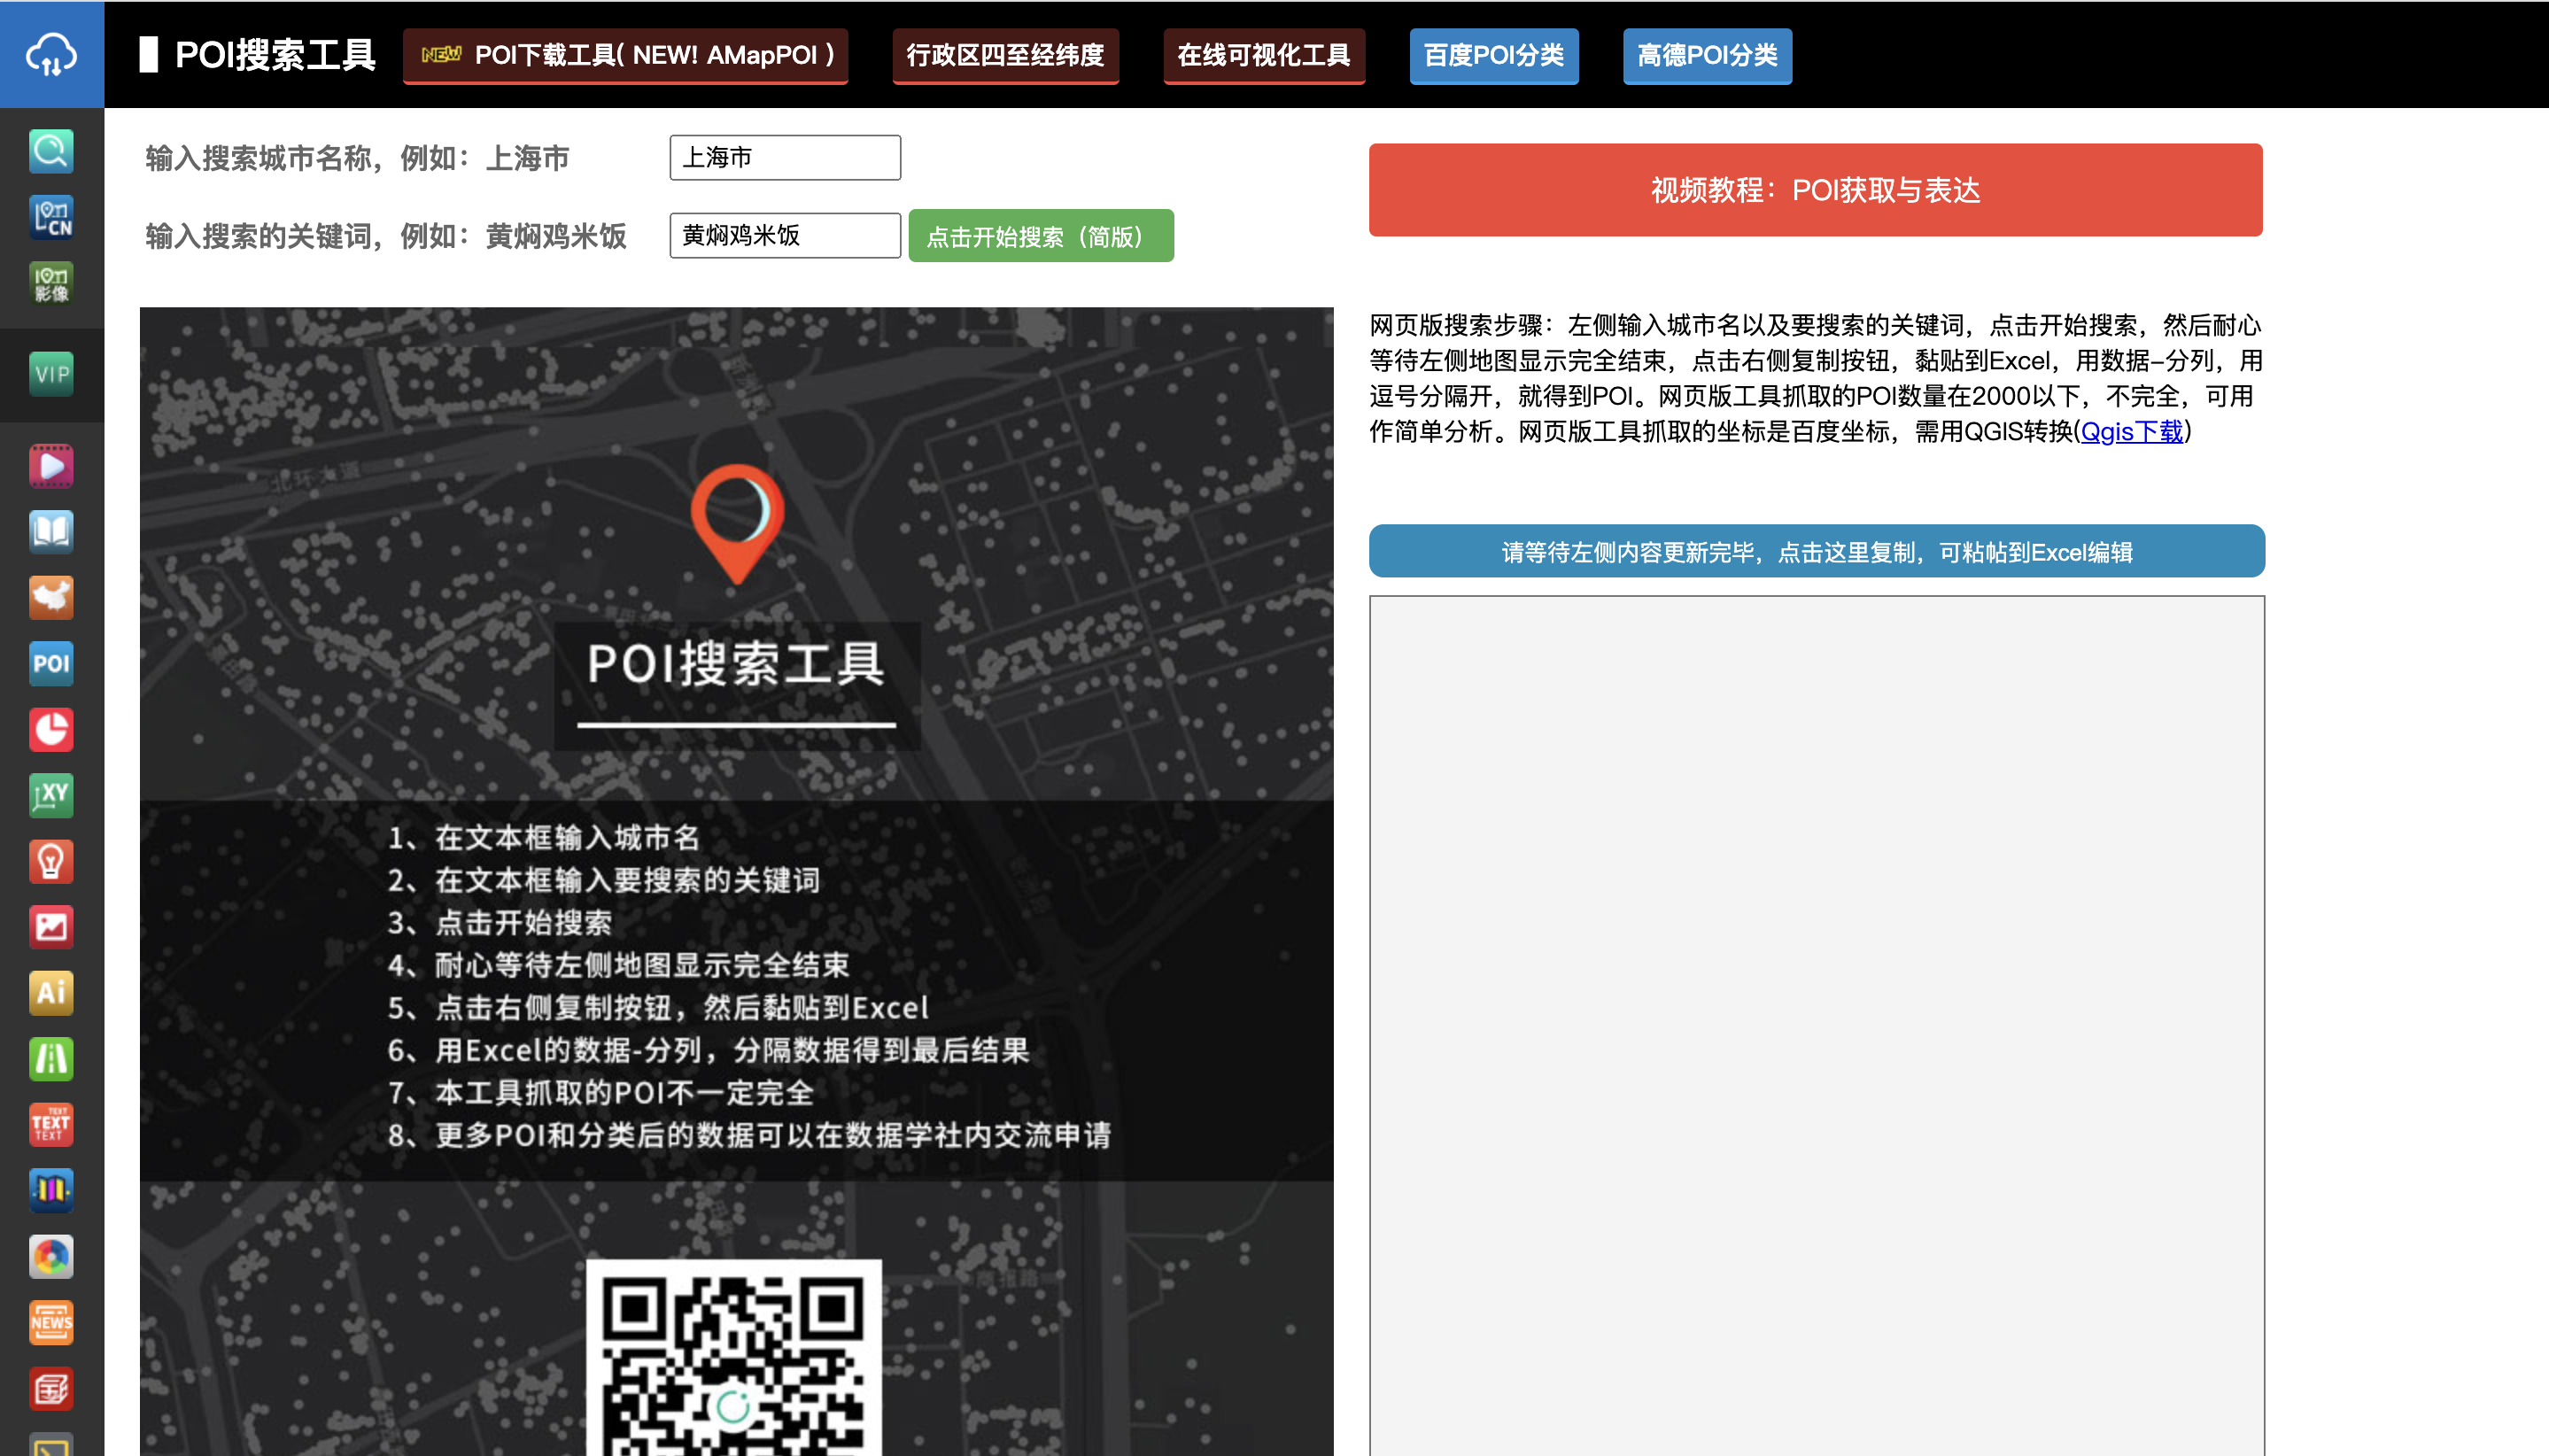 POI搜索工具
NEW POI下载工具( NEW! AMapPOI )
行政区四至经纬度
在线可视化工具
百度POI分类
高德POI分类
输入搜索城市名称，例如：上海市
上海市
输入搜索的关键词，例如：黄焖鸡米饭
黄焖鸡米饭
点击开始搜索（简版）
视频教程：POI获取与表达
网页版搜索步骤：左侧输入城市名以及要搜索的关键词，点击开始搜索，然后耐心
等待左侧地图显示完全结束，点击右侧复制按钮，黏贴到Excel，用数据-分列，用
逗号分隔开，就得到POI。网页版工具抓取的POI数量在2000以下，不完全，可用
作简单分析。网页版工具抓取的坐标是百度坐标，需用QGIS转换(Qgis下载)
请等待左侧内容更新完毕，点击这里复制，可粘帖到Excel编辑
CN
影像
VIP
POI
XY
Ai
TEXT
TEXT
TEXT
NEWS
北环大道
POI搜索工具
1、在文本框输入城市名
2、在文本框输入要搜索的关键词
3、点击开始搜索
4、耐心等待左侧地图显示完全结束
5、点击右侧复制按钮，然后黏贴到Excel
6、用Excel的数据-分列，分隔数据得到最后结果
7、本工具抓取的POI不一定完全
8、更多POI和分类后的数据可以在数据学社内交流申请